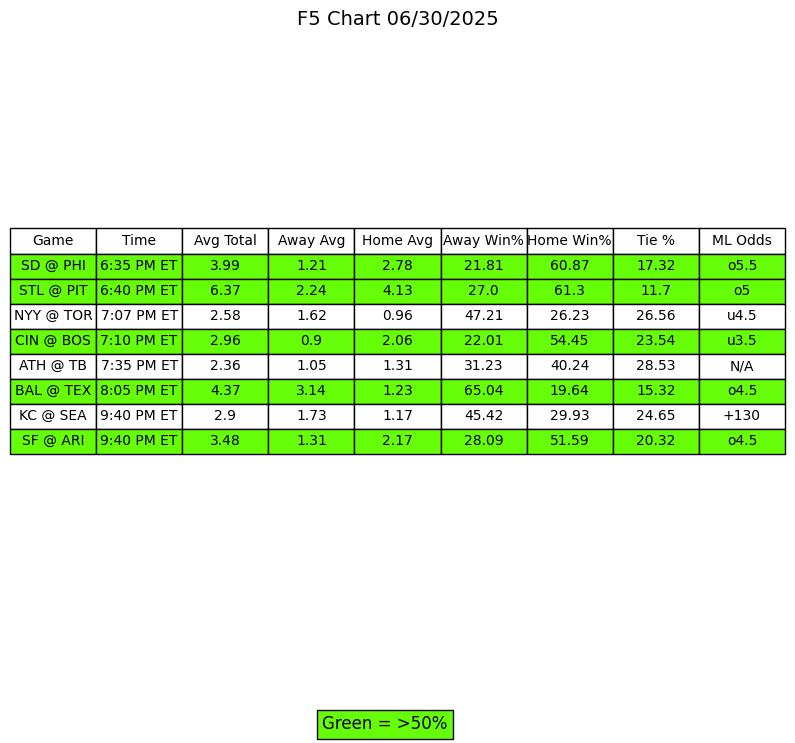 F5 Chart 06/30/2025
Game Time Avg Total Away Avg Home Avg Away Win% Home Win% Tie % ML Odds
SD @ PHI 6:35 PM ET 3.99 1.21 2.78 21.81 60.87 17.32 o5.5
STL @ PIT 6:40 PM ET 6.37 2.24 4.13 27.0 61.3 11.7 o5
NYY @ TOR 7:07 PM ET 2.58 1.62 0.96 47.21 26.23 26.56 u4.5
CIN @ BOS 7:10 PM ET 2.96 0.9 2.06 22.01 54.45 23.54 u3.5
ATH @ TB 7:35 PM ET 2.36 1.05 1.31 31.23 40.24 28.53 N/A
BAL @ TEX 8:05 PM ET 4.37 3.14 1.23 65.04 19.64 15.32 o4.5
KC @ SEA 9:40 PM ET 2.9 1.73 1.17 45.42 29.93 24.65 +130
SF @ ARI 9:40 PM ET 3.48 1.31 2.17 28.09 51.59 20.32 o4.5
Green = >50%